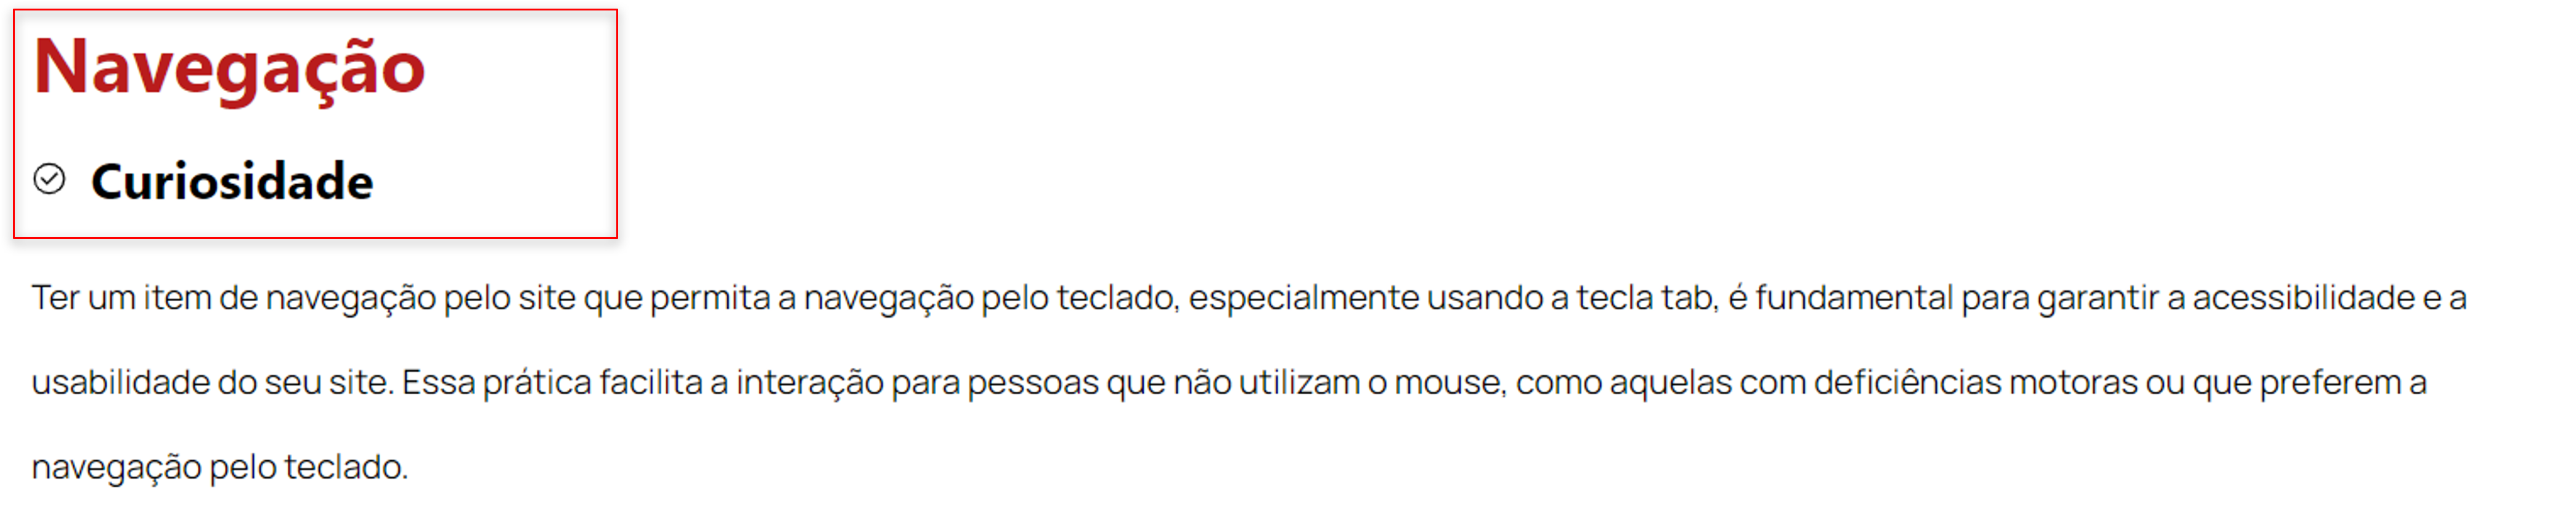 Navegação
Curiosidade
Ter um item de navegação pelo site que permita a navegação pelo teclado, especialmente usando a tecla tab, é fundamental para garantir a acessibilidade e a
usabilidade do seu site. Essa prática facilita a interação para pessoas que não utilizam o mouse, como aquelas com deficiências motoras ou que preferem a
navegação pelo teclado.